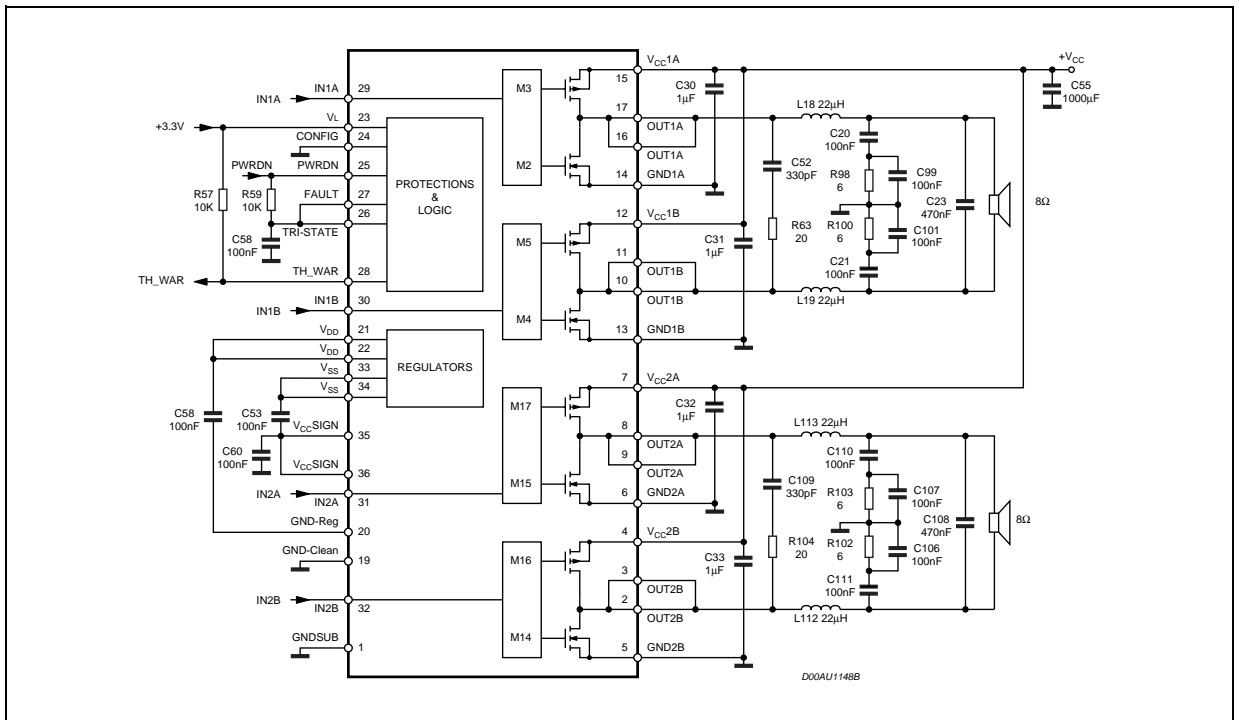 VCC1A
+VCC
15
C30
1µF
C55
1000µF
M3
IN1A
29
IN1A
17
L18 22µH
+3.3V
VL
23
16
OUT1A
C20
100nF
CONFIG
24
OUT1A
C52
330pF
M2
PWRDN
PWRDN
25
14
GND1A
R98
6
C99
100nF
PROTECTIONS
&
LOGIC
R57
10K
R59
10K
FAULT
27
C23
470nF
8Ω
26
12
VCC1B
TRI-STATE
C58
100nF
M5
C31
1µF
R63
20
R100
6
C101
100nF
11
OUT1B
C21
100nF
TH_WAR
TH_WAR
28
10
OUT1B
L19 22µH
IN1B
IN1B
30
M4
VDD
21
13
GND1B
VDD
22
REGULATORS
VSS
33
VSS
34
7
VCC2A
C58
100nF
C53
100nF
M17
C32
1µF
VCCSIGN
35
8
L113 22µH
C60
100nF
9
OUT2A
C110
100nF
VCCSIGN
36
OUT2A
C109
330pF
IN2A
IN2A
31
M15
6
GND2A
R103
6
C107
100nF
GND-Reg
20
C108
470nF
8Ω
4
VCC2B
GND-Clean
19
M16
C33
1µF
R104
20
R102
6
C106
100nF
3
OUT2B
C111
100nF
IN2B
IN2B
32
2
OUT2B
L112 22µH
M14
GNDSUB
1
5
GND2B
D00AU1148B